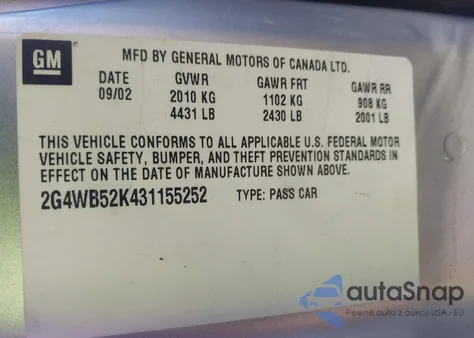 GM
MFD BY GENERAL MOTORS OF CANADA LTD.
DATE GVWR GAWR FRT GAWR RR
09/02 2010 KG 1102 KG 908 KG
4431 LB 2430 LB 2001 LB
THIS VEHICLE CONFORMS TO ALL APPLICABLE U.S. FEDERAL MOTOR
VEHICLE SAFETY, BUMPER, AND THEFT PREVENTION STANDARDS IN
EFFECT ON THE DATE OF MANUFACTURE SHOWN ABOVE.
2G4WB52K431155252 TYPE: PASS CAR
autoSnap
Pewne auta z aukcji USA - EU